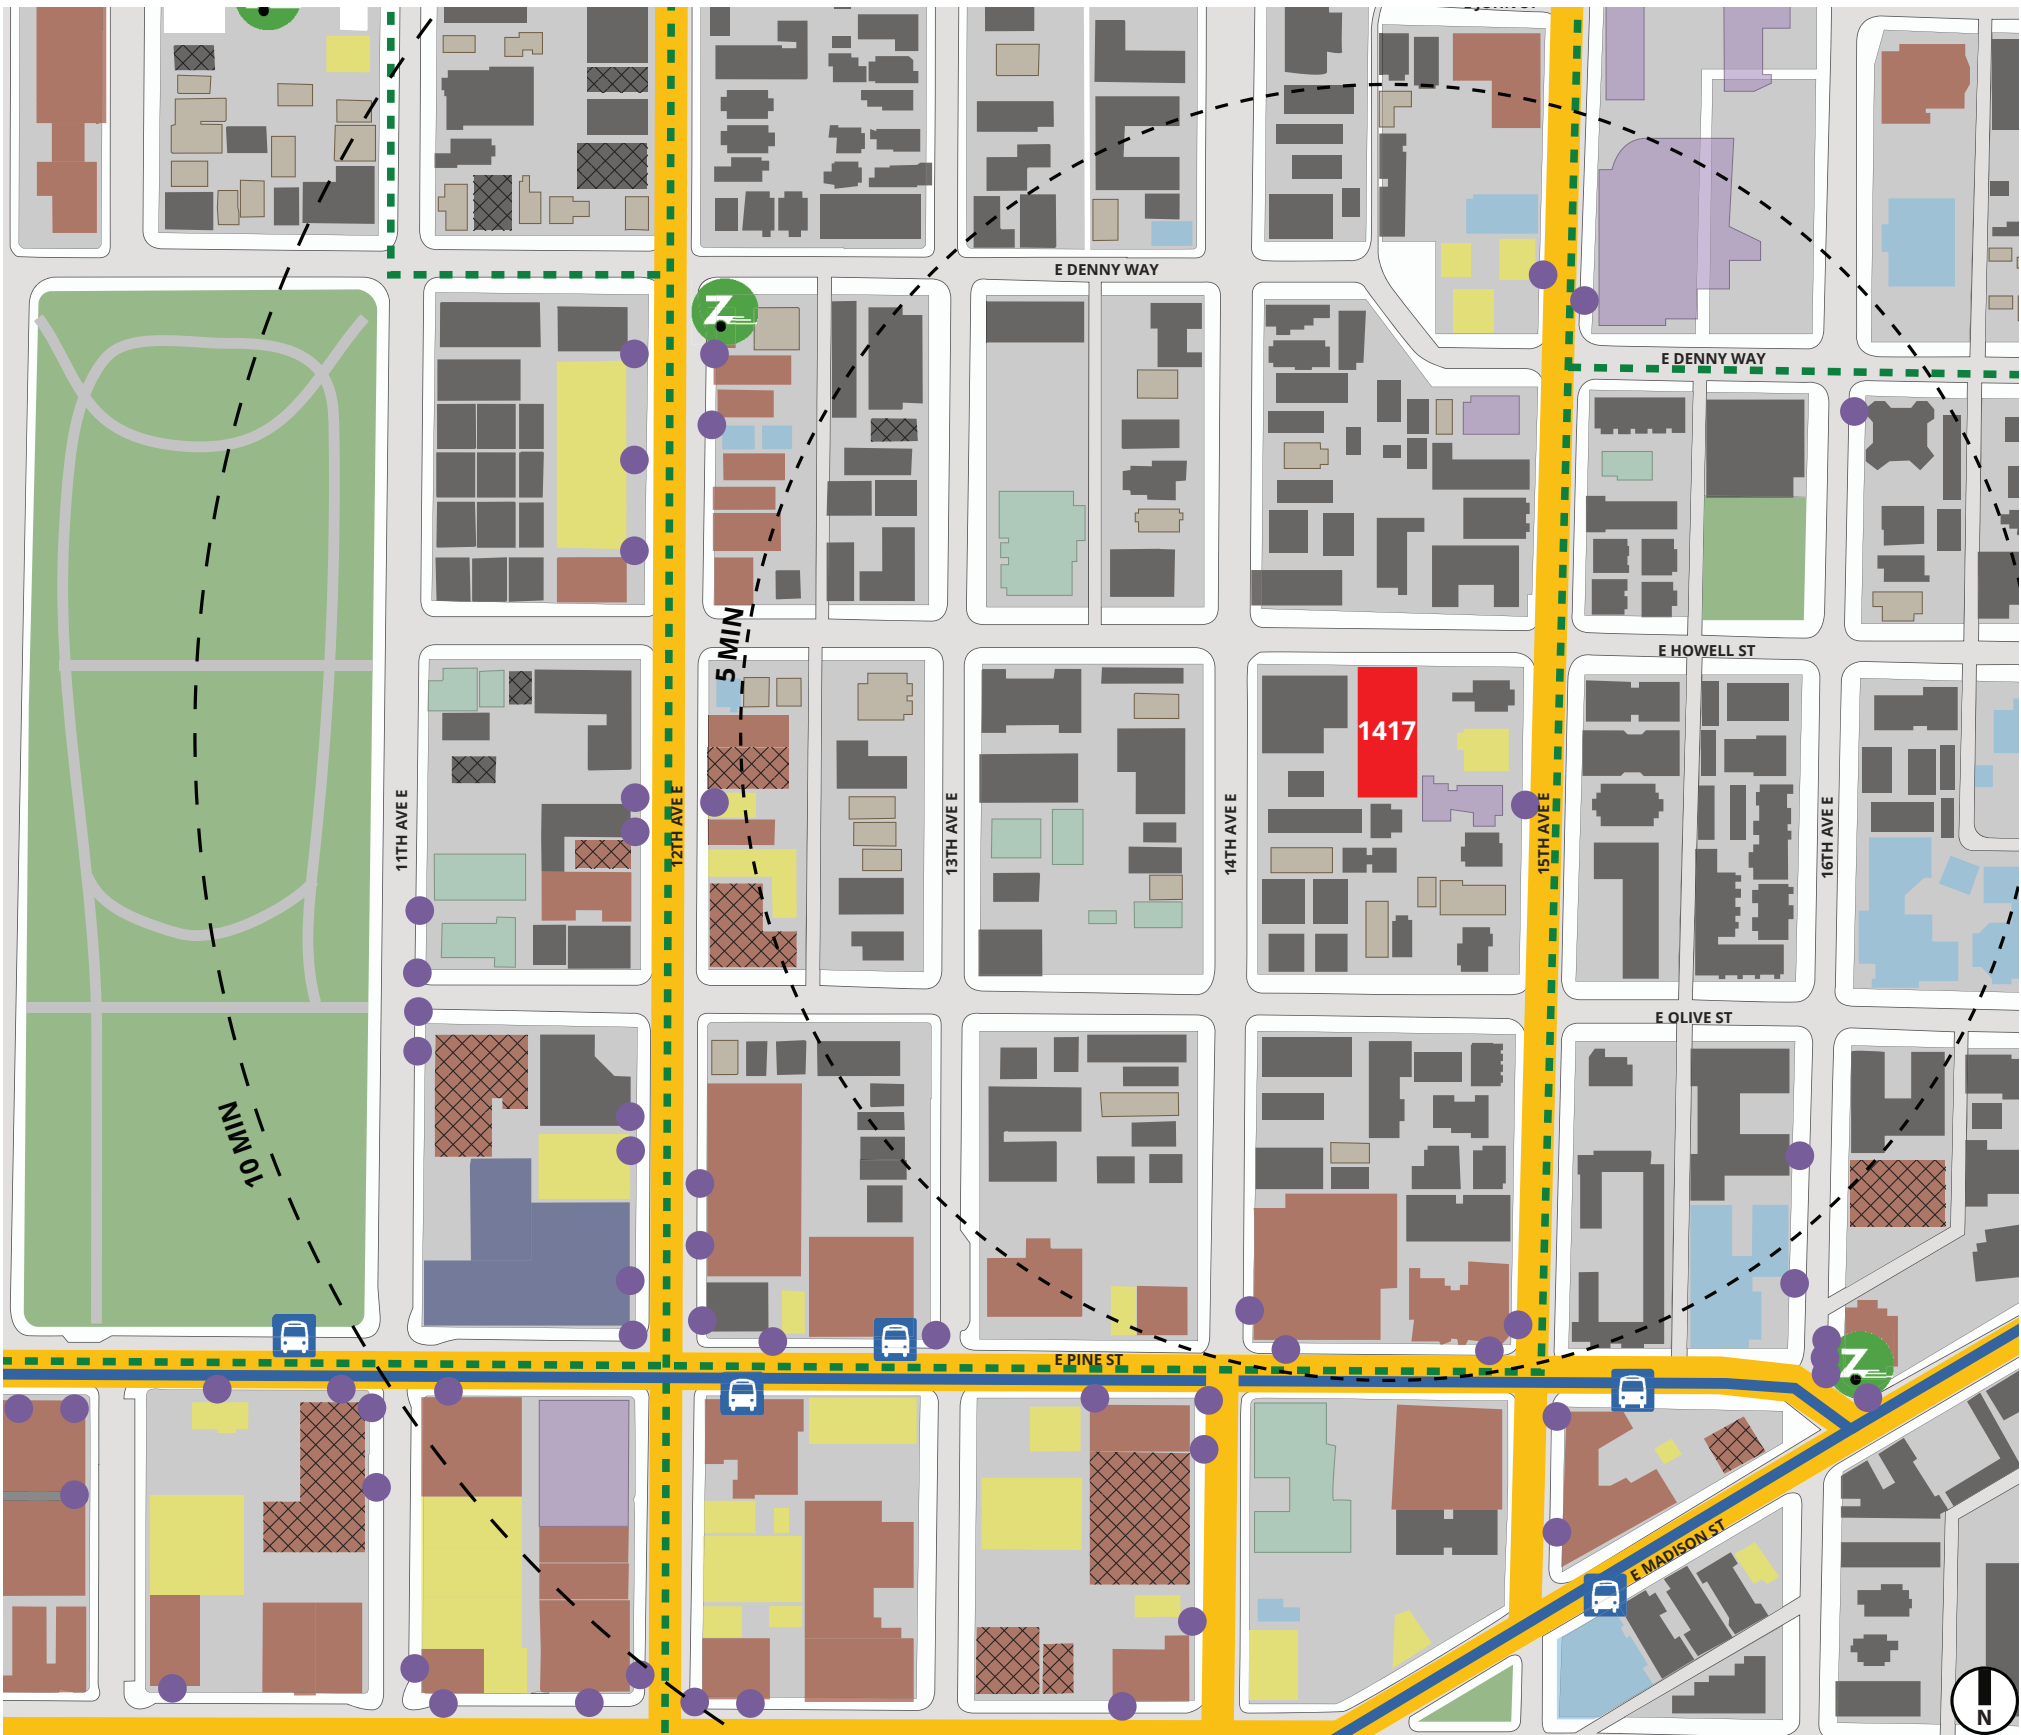 E DENNY WAY
Z
E DENNY WAY
5 MIN
E HOWELL ST
1417
11TH AVE E
12TH AVE E
13TH AVE E
14TH AVE E
15TH AVE E
16TH AVE E
E OLIVE ST
10 MIN
E PINE ST
Z
E MADISON ST
N